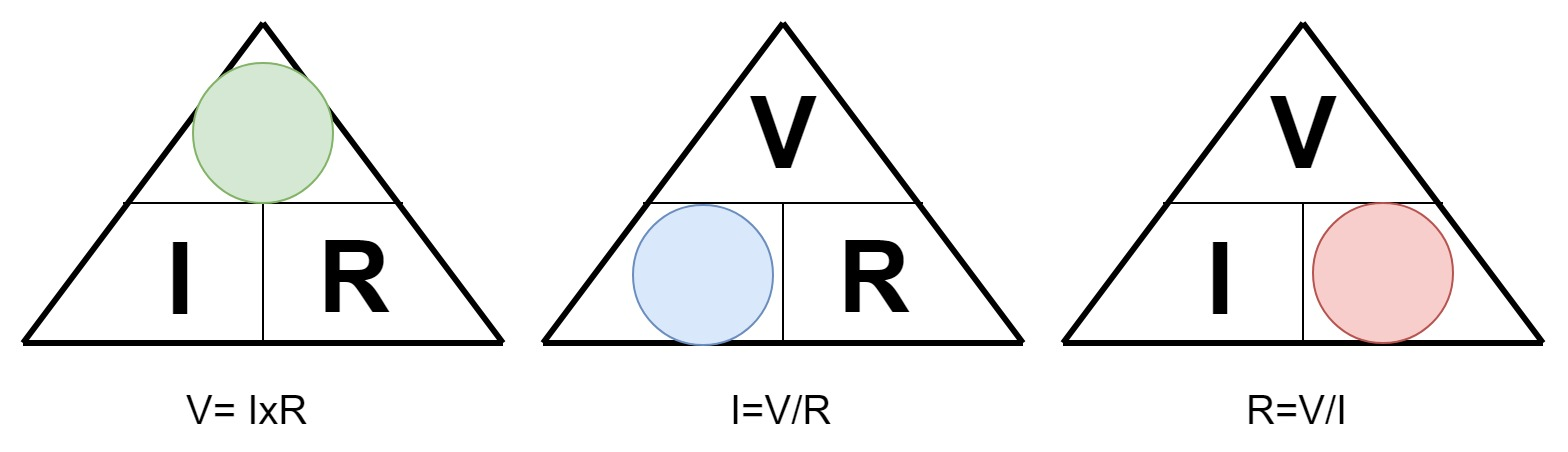 V V
I R R I
V= IxR I=V/R R=V/I